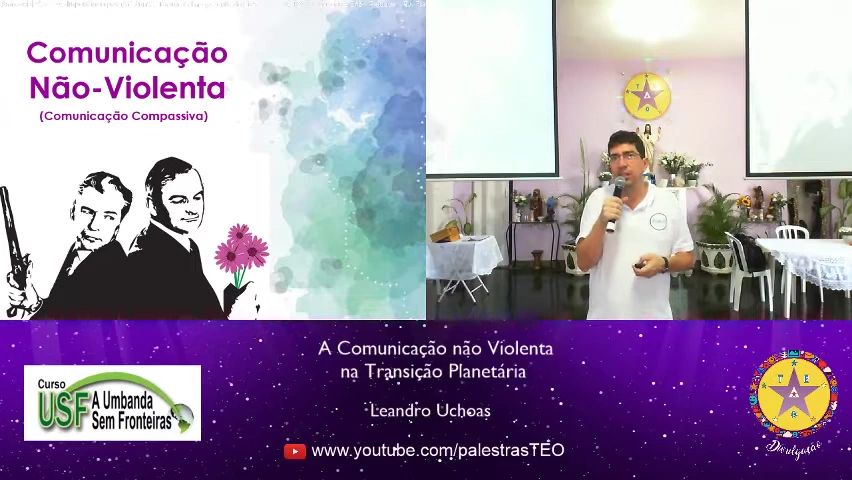 Comunicação
Não-Violenta
(Comunicação Compassiva)
A Comunicação não Violenta
na Transição Planetária
Leandro Uchoas
www.youtube.com/palestrasTEO
Curso
USF A Umbanda
Sem Fronteiras
Divulgação